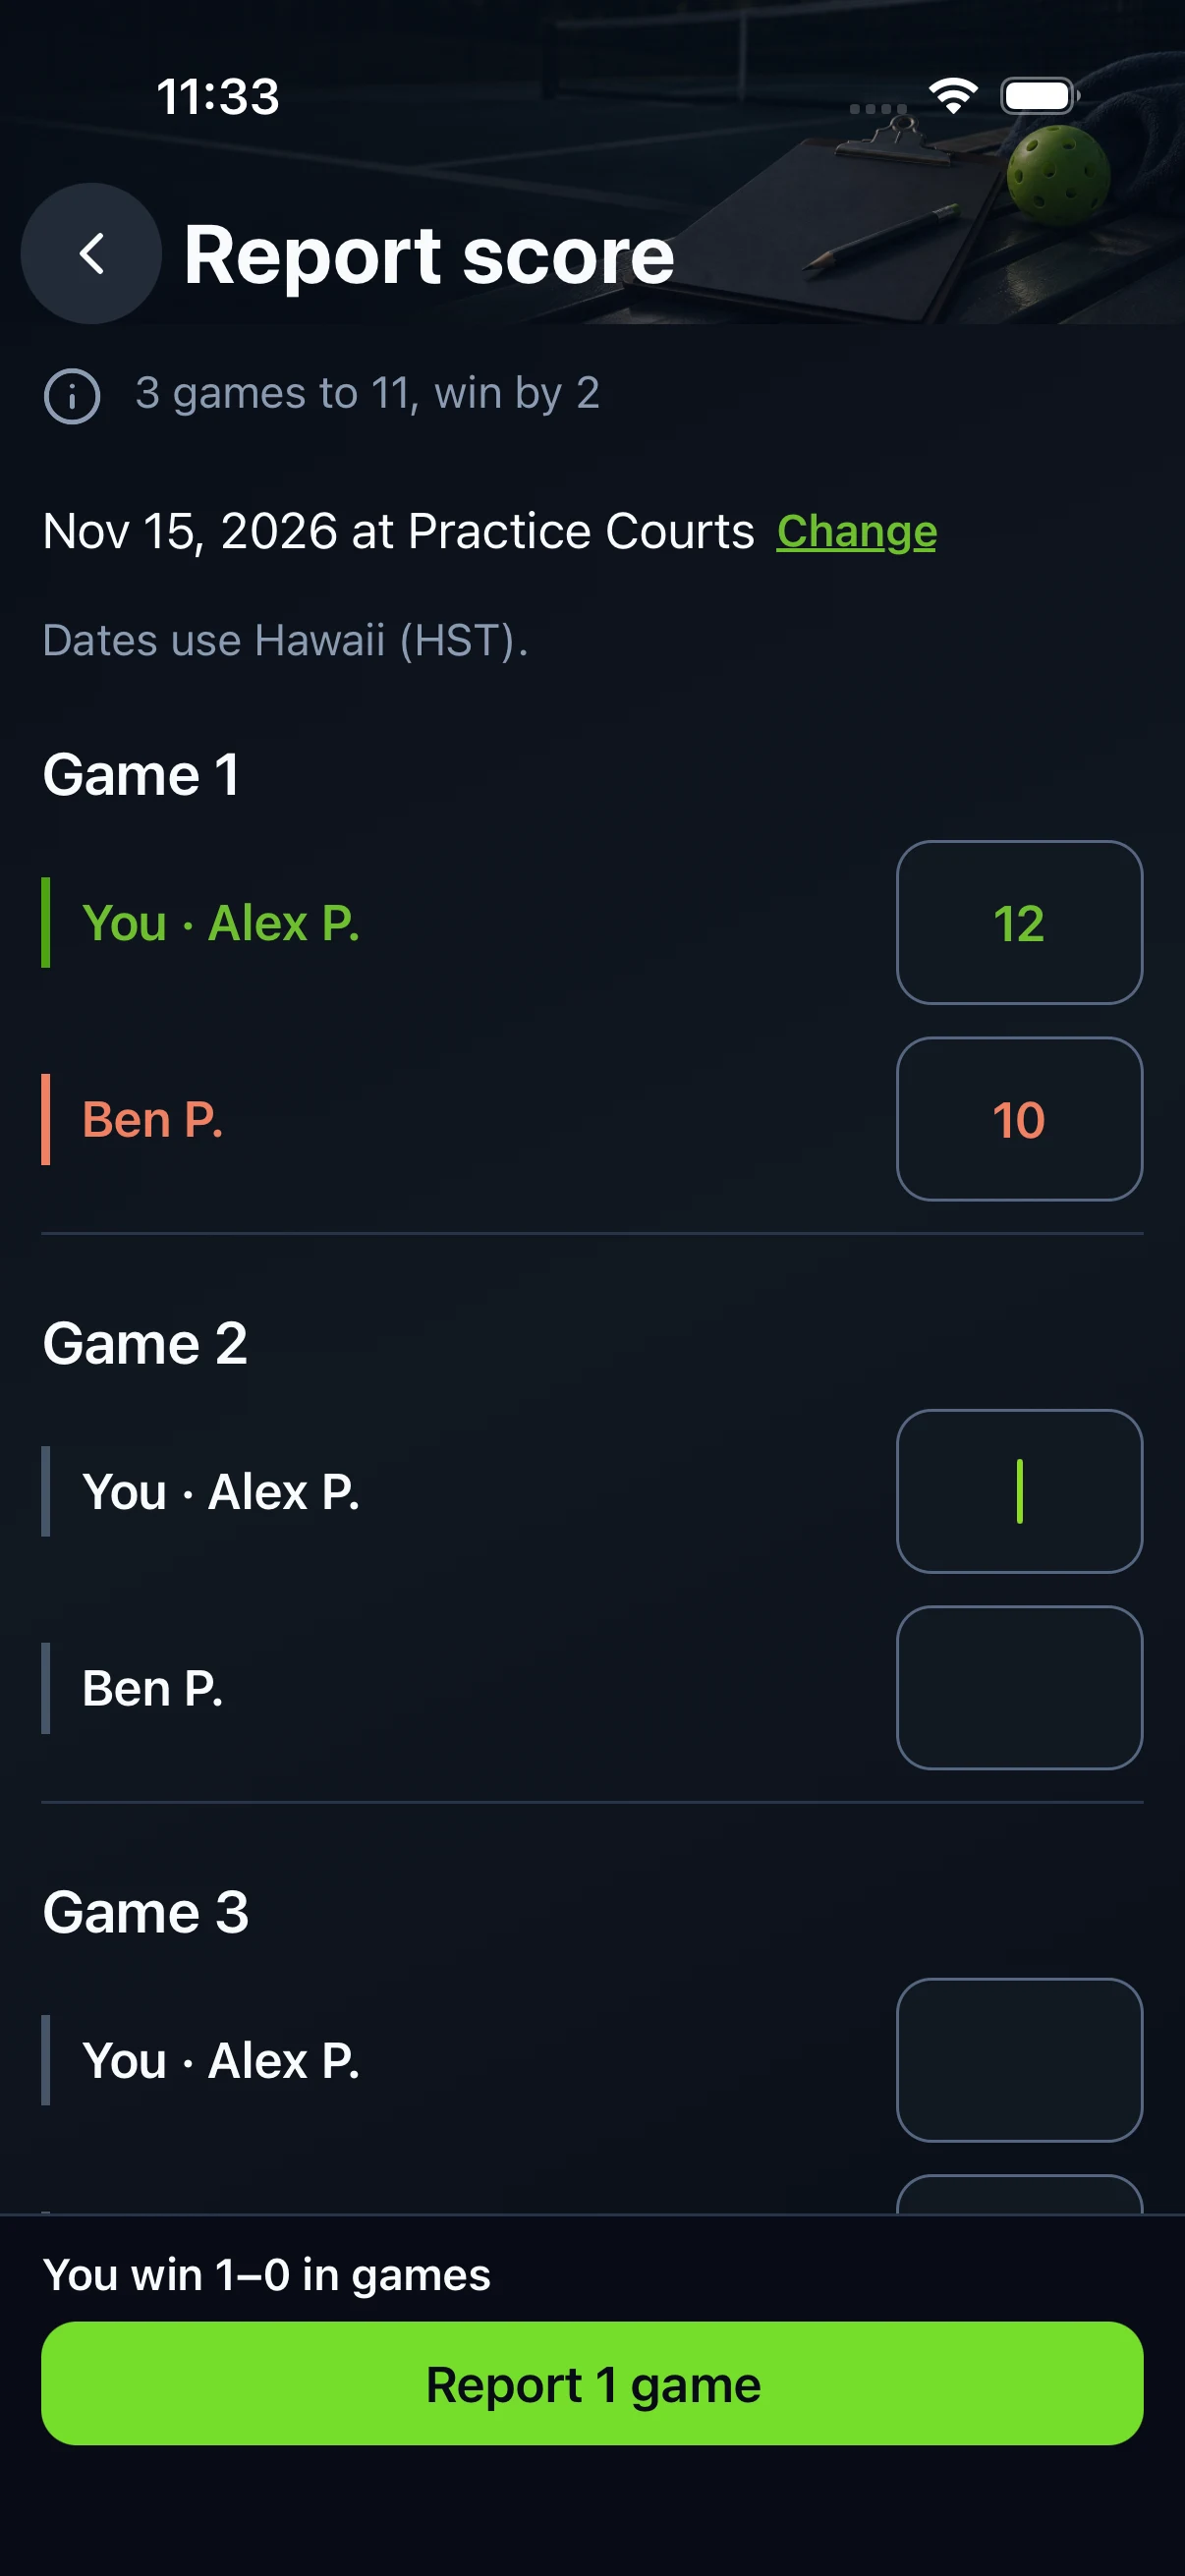 11:33
Report score
3 games to 11, win by 2
Nov 15, 2026 at Practice Courts Change
Dates use Hawaii (HST).
Game 1
You · Alex P.
12
Ben P.
10
Game 2
You · Alex P.
Ben P.
Game 3
You · Alex P.
You win 1–0 in games
Report 1 game